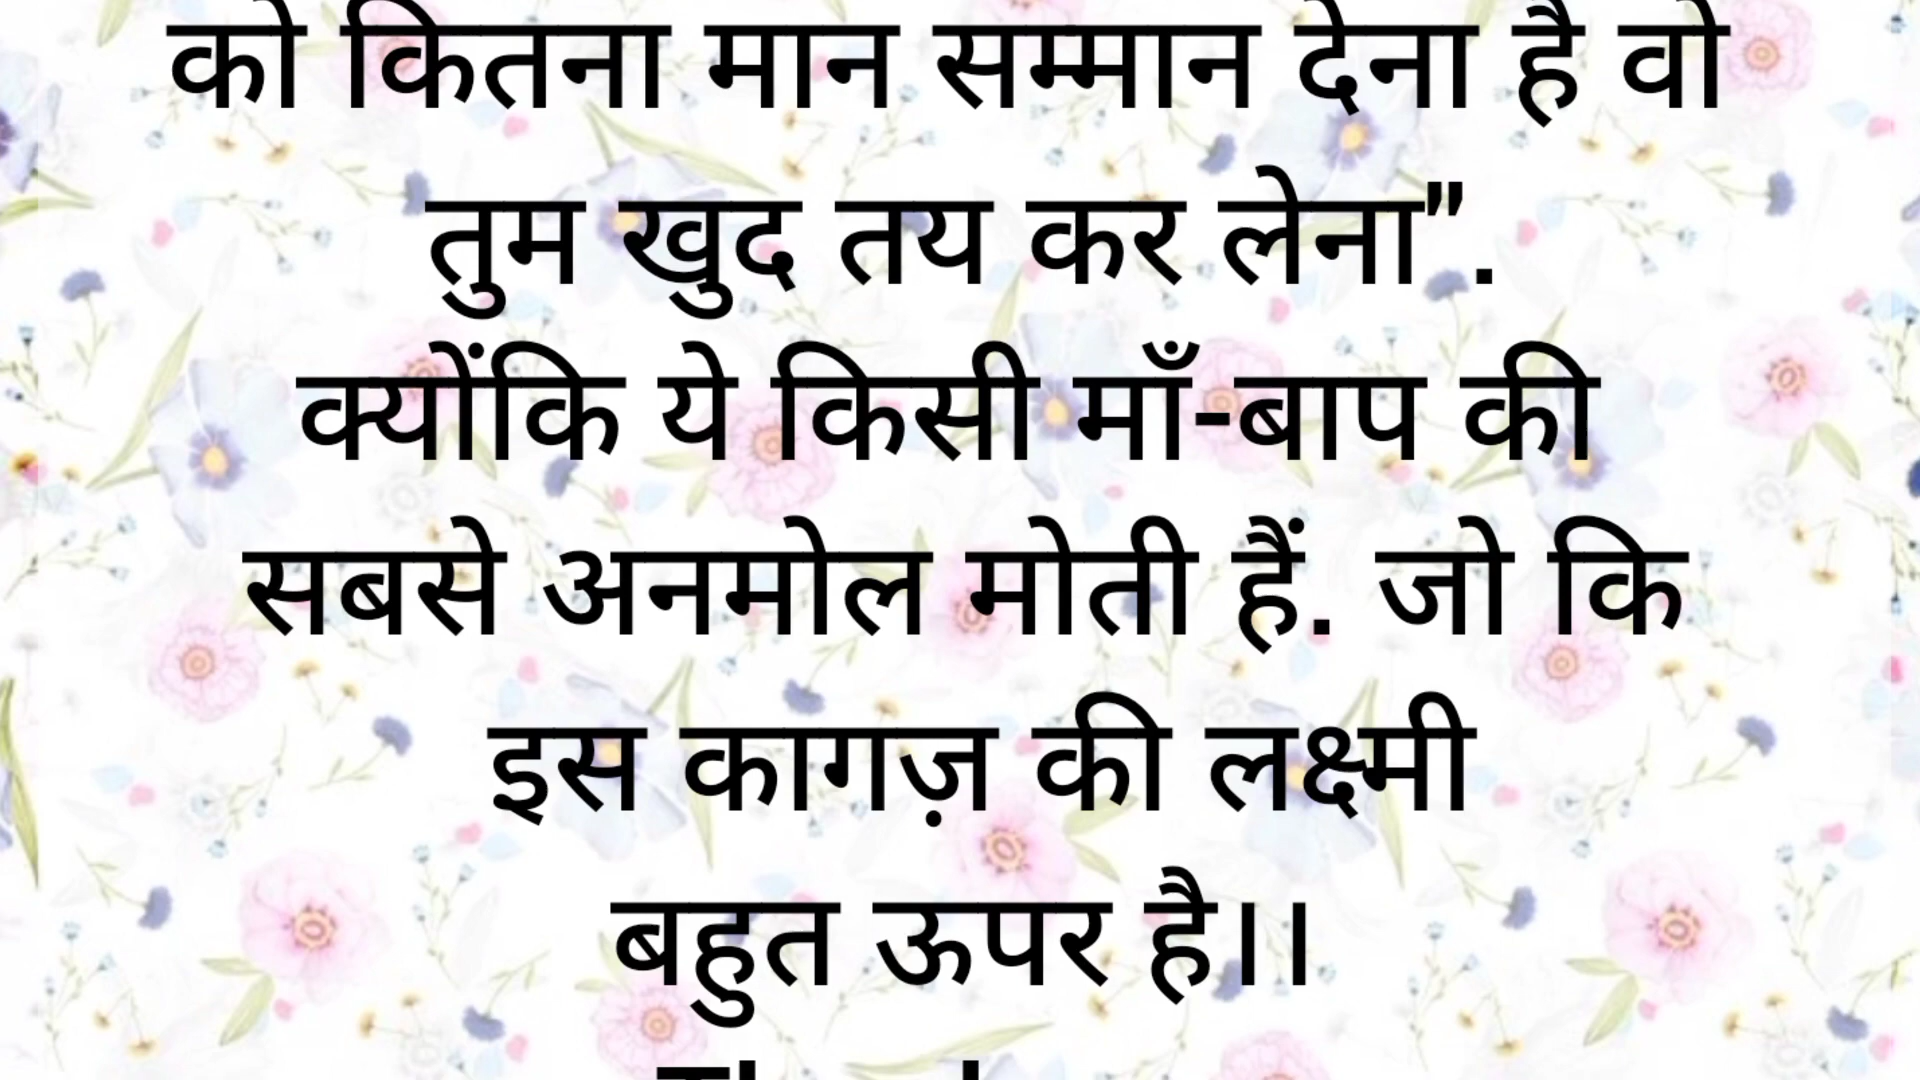 को कितना मान सम्मान देना है वो
तुम खुद तय कर लेना".
क्योंकि ये किसी माँ-बाप की
सबसे अनमोल मोती हैं. जो कि
इस कागज़ की लक्ष्मी
बहुत ऊपर है।।